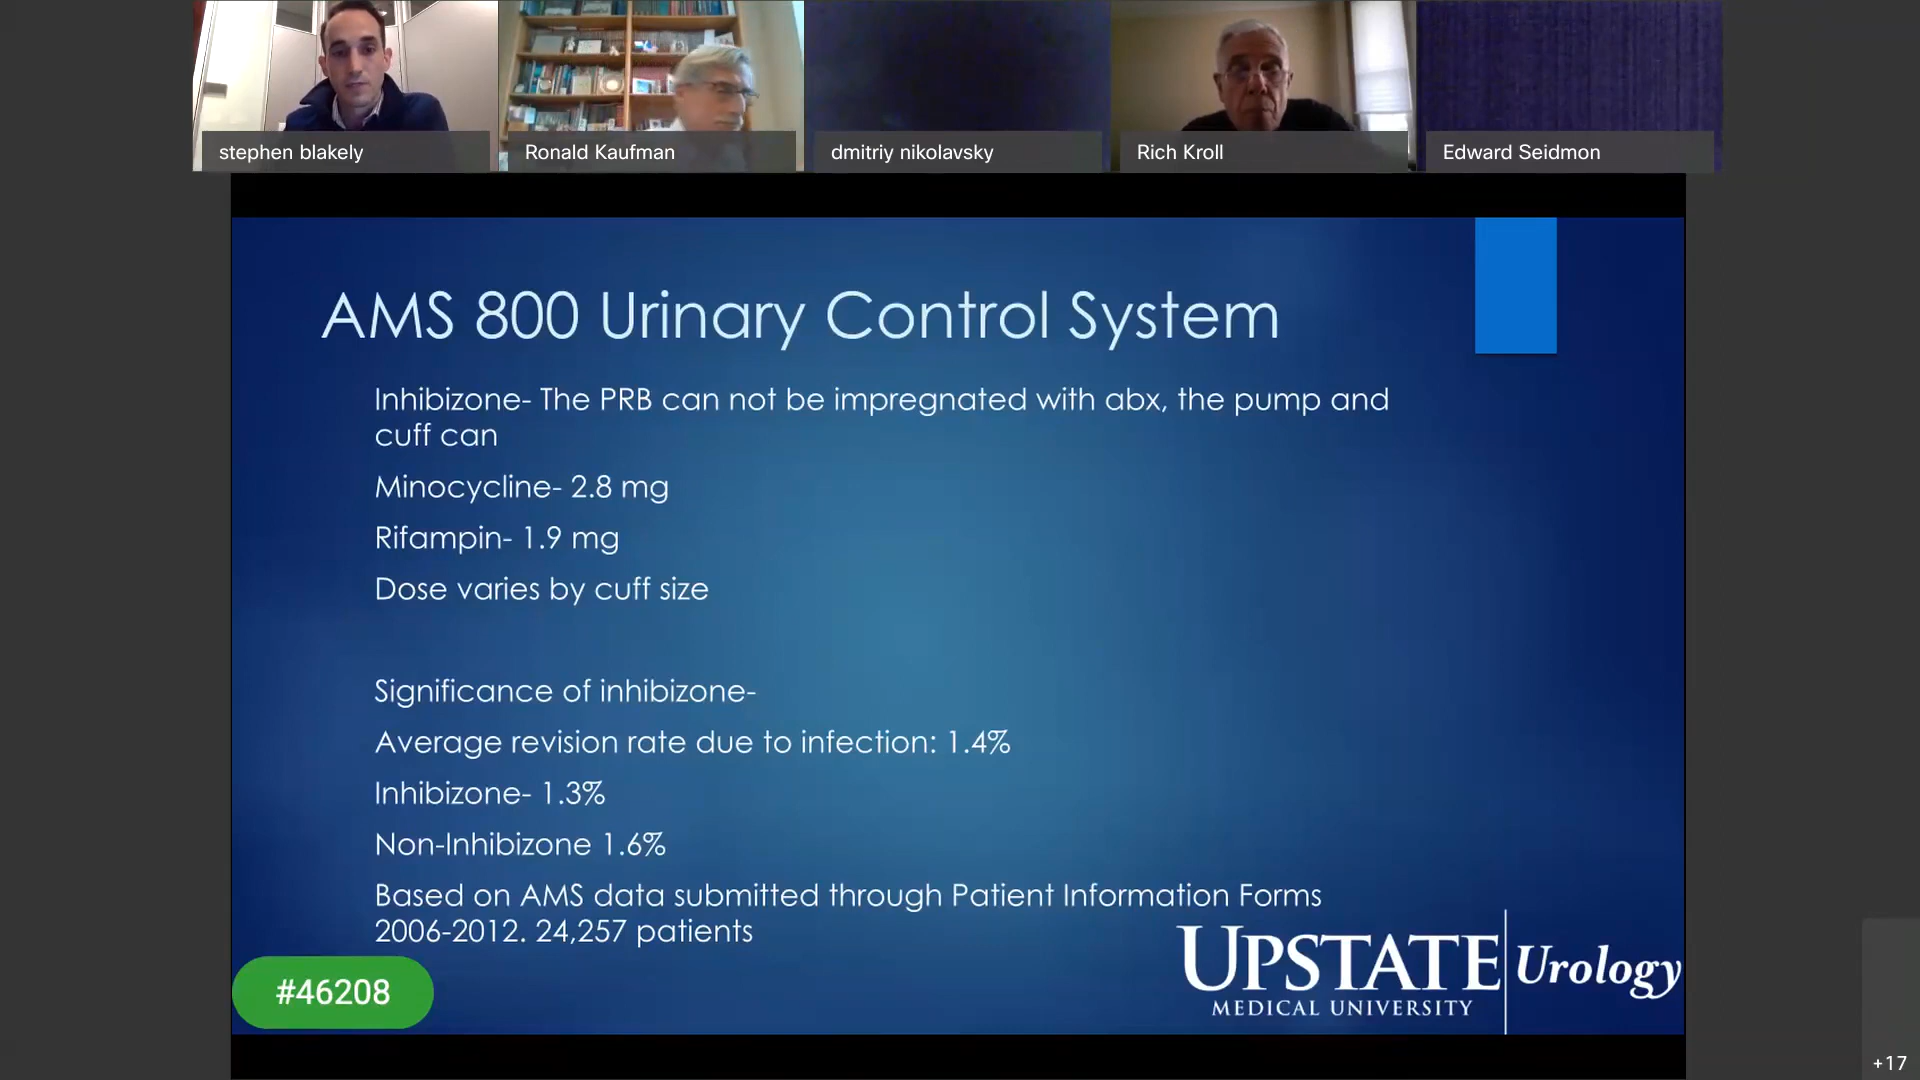 stephen blakely
Ronald Kaufman
dmitriy nikolavsky
Rich Kroll
Edward Seidmon
AMS 800 Urinary Control System
Inhibizone- The PRB can not be impregnated with abx, the pump and
cuff can
Minocycline- 2.8 mg
Rifampin- 1.9 mg
Dose varies by cuff size
Significance of inhibizone-
Average revision rate due to infection: 1.4%
Inhibizone- 1.3%
Non-Inhibizone 1.6%
Based on AMS data submitted through Patient Information Forms
2006-2012. 24,257 patients
#46208
UPSTATE
MEDICAL UNIVERSITY
Urology
+17